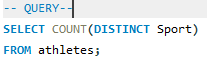 -- QUERY--
SELECT COUNT(DISTINCT Sport)
FROM athletes;